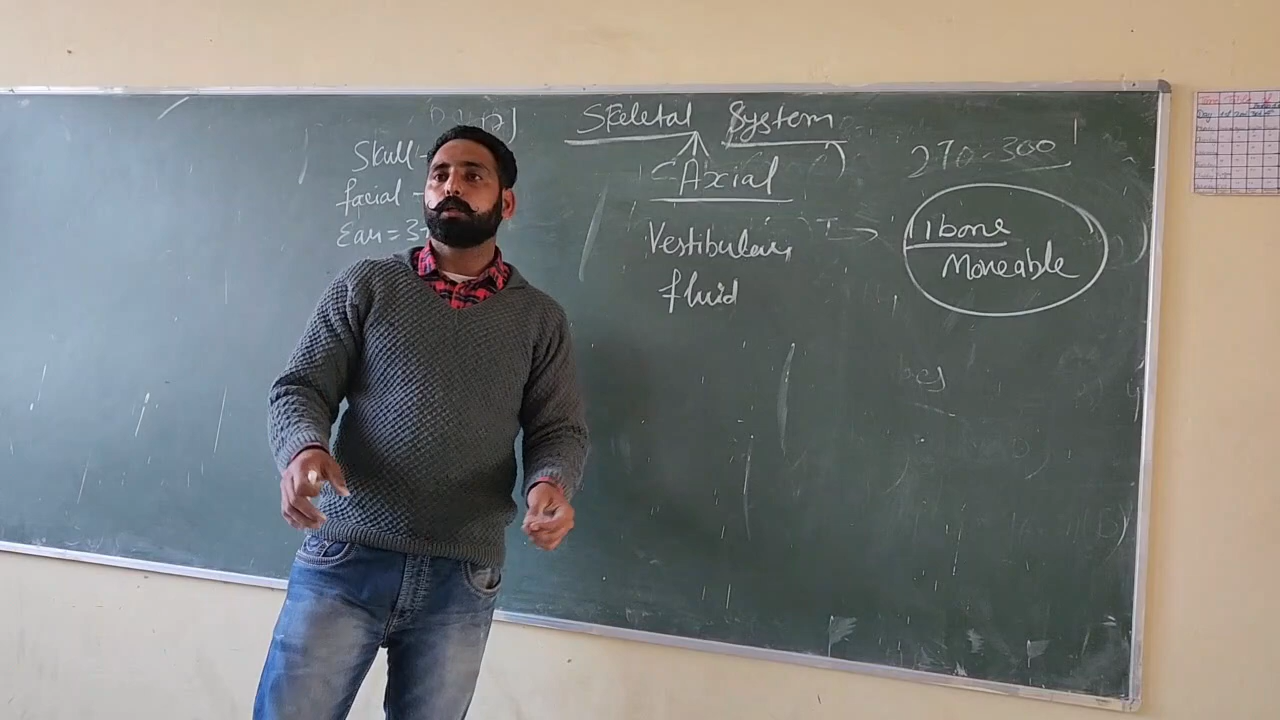 Skeletal System
Skull -
facial -
Ear = 3
Axial
Vestibular,
fluid
270-300
1 bone
Moveable